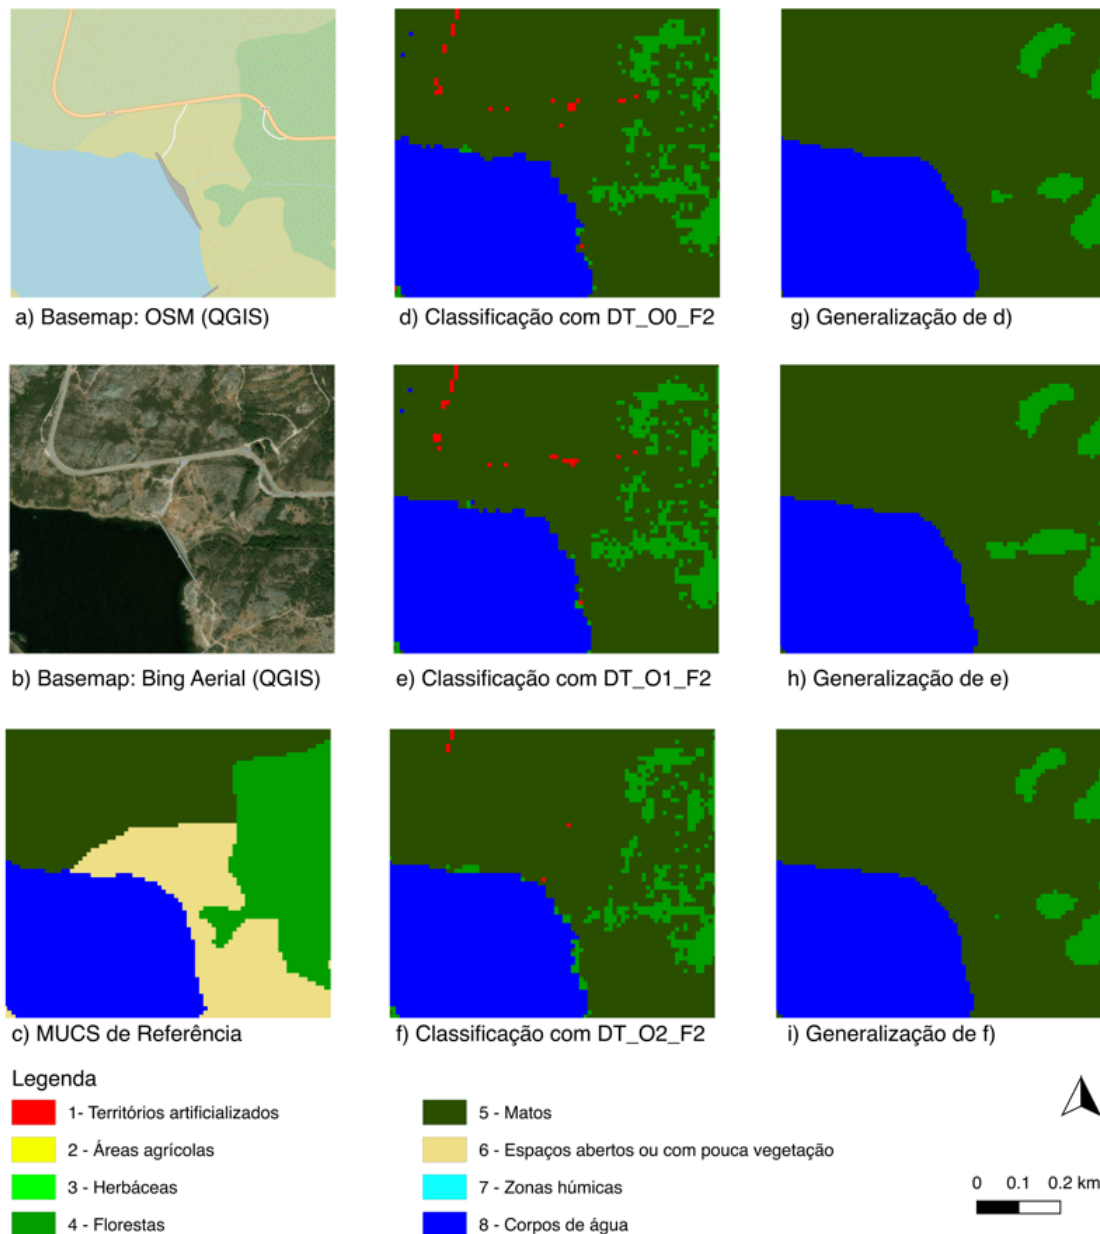 a) Basemap: OSM (QGIS)
d) Classificação com DT_O0_F2
g) Generalização de d)
b) Basemap: Bing Aerial (QGIS)
e) Classificação com DT_O1_F2
h) Generalização de e)
c) MUCS de Referência
f) Classificação com DT_O2_F2
i) Generalização de f)
Legenda
1- Territórios artificializados
2 - Áreas agrícolas
3 - Herbáceas
4 - Florestas
5 - Matos
6 - Espaços abertos ou com pouca vegetação
7 - Zonas húmicas
8 - Corpos de água
0 0.1 0.2 km